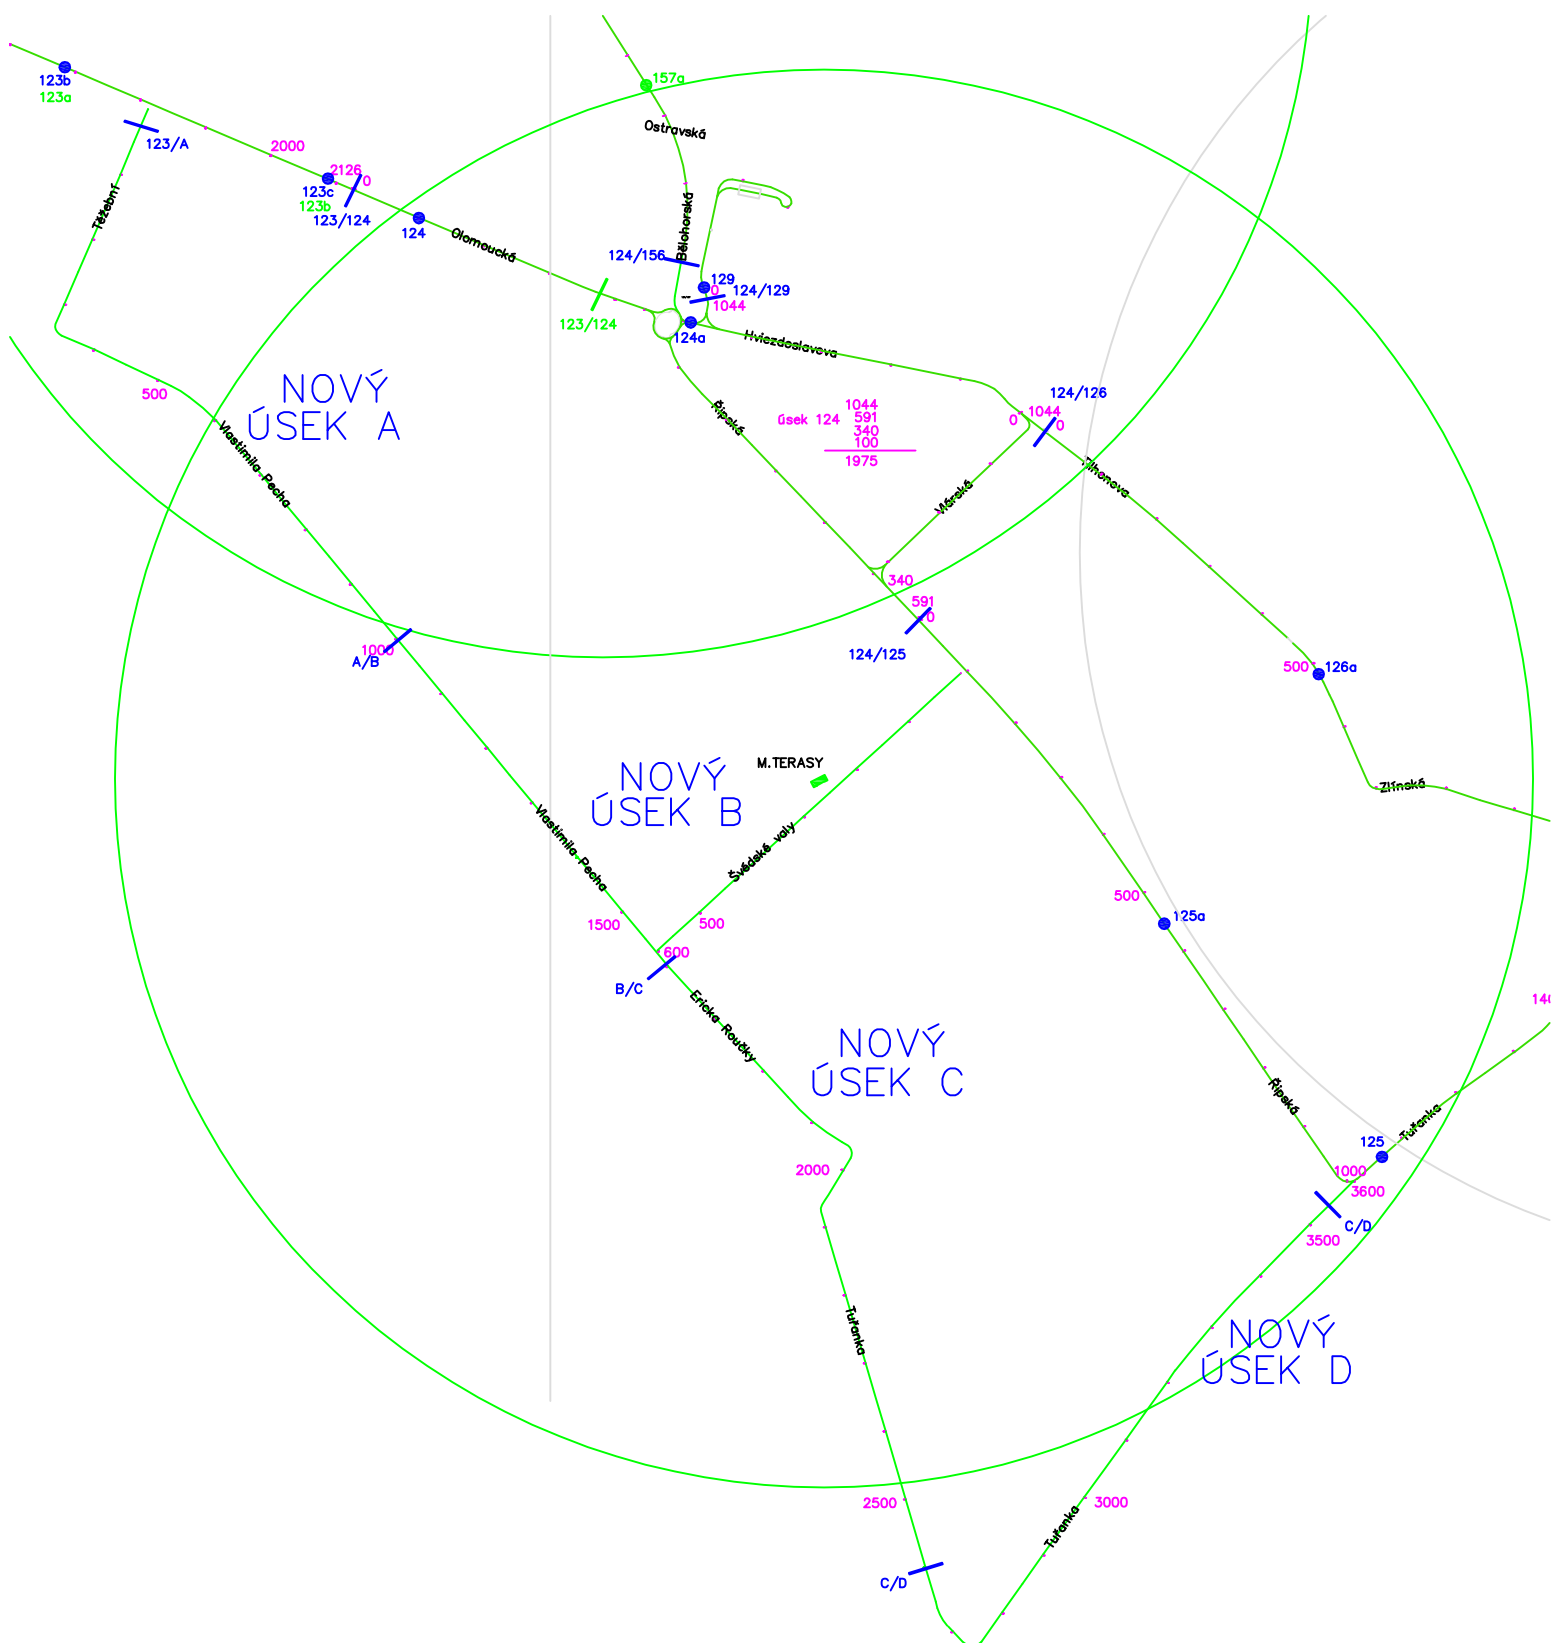 157a
123b
123a
Ostravská
123/A
2000
2126
0
123c
123b
123/124
Těžební
124
Olomoucká
Bělohorská
124/156
129
0
124/129
1044
123/124
124a
Hviezdoslavova
NOVÝ
ÚSEK A
500
Řipská
124/126
1044
0
0
úsek 124
1044
591
340
100
1975
Vlastimila Pecha
Vlárská
340
591
0
124/125
1000
A/B
500
126a
M.TERASY
NOVÝ
ÚSEK B
Zlínská
Vlastimila Pecha
Švédské valy
500
125a
1500
500
600
B/C
Ericka Roučky
NOVÝ
ÚSEK C
Řipská
Tuřanka
125
2000
1000
3600
C/D
3500
Tuřanka
NOVÝ
ÚSEK D
2500
3000
Tuřanka
C/D